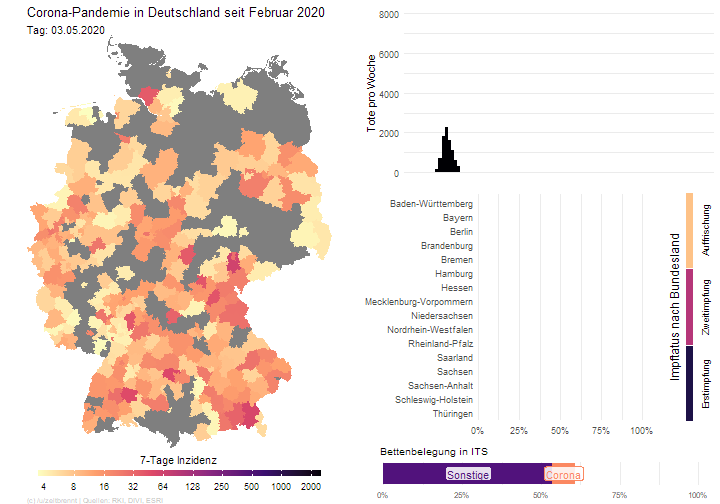 Corona-Pandemie in Deutschland seit Februar 2020
Tag: 03.05.2020
7-Tage Inzidenz
4 8 16 32 64 128 250 500 1000 2000
(c) /u/zeitbrennt | Quellen: RKI, DIVI, ESRI
Tote pro Woche
8000
6000
4000
2000
0
Impfstatus nach Bundesland
Baden-Württemberg
Bayern
Berlin
Brandenburg
Bremen
Hamburg
Hessen
Mecklenburg-Vorpommern
Niedersachsen
Nordrhein-Westfalen
Rheinland-Pfalz
Saarland
Sachsen
Sachsen-Anhalt
Schleswig-Holstein
Thüringen
0% 25% 50% 75% 100%
Auffrischung
Zweitimpfung
Erstimpfung
Bettenbelegung in ITS
Sonstige Corona
0% 25% 50% 75% 100%